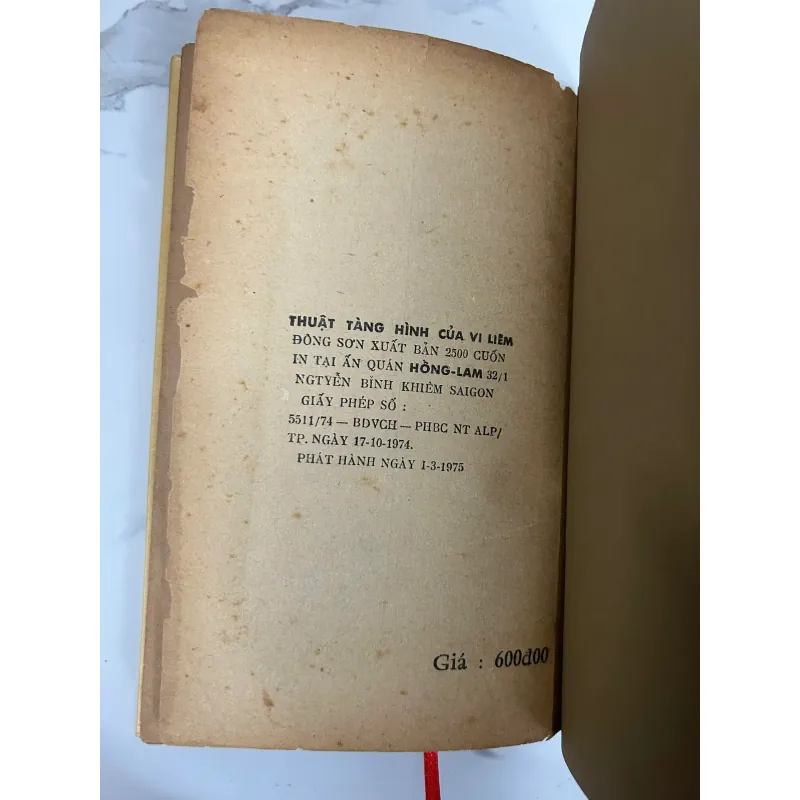 THUẬT TÀNG HÌNH CỦA VI LIÊM
ĐÔNG SƠN XUẤT BẢN 2500 CUỐN
IN TẠI ẤN QUÁN HỒNG-LAM 32/1
NGTYỄN BỈNH KHIÊM SAIGON
GIẤY PHÉP SỐ :
5511/74 — BDVCH — PHBC NT ALP/
TP. NGÀY 17-10-1974.
PHÁT HÀNH NGÀY 1-3-1975
Giá : 600đ00